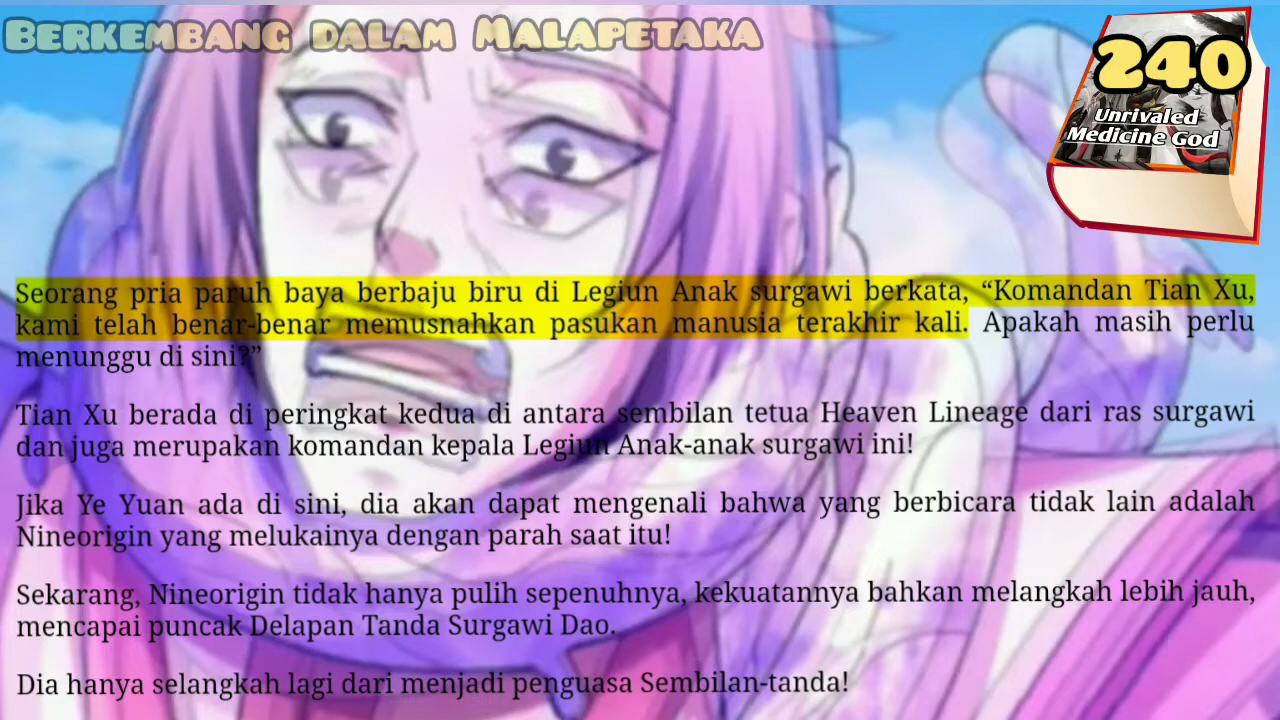 Berkembang dalam Malapetaka
240
Unrivaled
Medicine God
Seorang pria paruh baya berbaju biru di Legiun Anak surgawi berkata, “Komandan Tian Xu,
kami telah benar-benar memusnahkan pasukan manusia terakhir kali. Apakah masih perlu
menunggu di sini?”
Tian Xu berada di peringkat kedua di antara sembilan tetua Heaven Lineage dari ras surgawi
dan juga merupakan komandan kepala Legiun Anak-anak surgawi ini!
Jika Ye Yuan ada di sini, dia akan dapat mengenali bahwa yang berbicara tidak lain adalah
Nineorigin yang melukainya dengan parah saat itu!
Sekarang, Nineorigin tidak hanya pulih sepenuhnya, kekuatannya bahkan melangkah lebih jauh,
mencapai puncak Delapan Tanda Surgawi Dao.
Dia hanya selangkah lagi dari menjadi penguasa Sembilan-tanda!